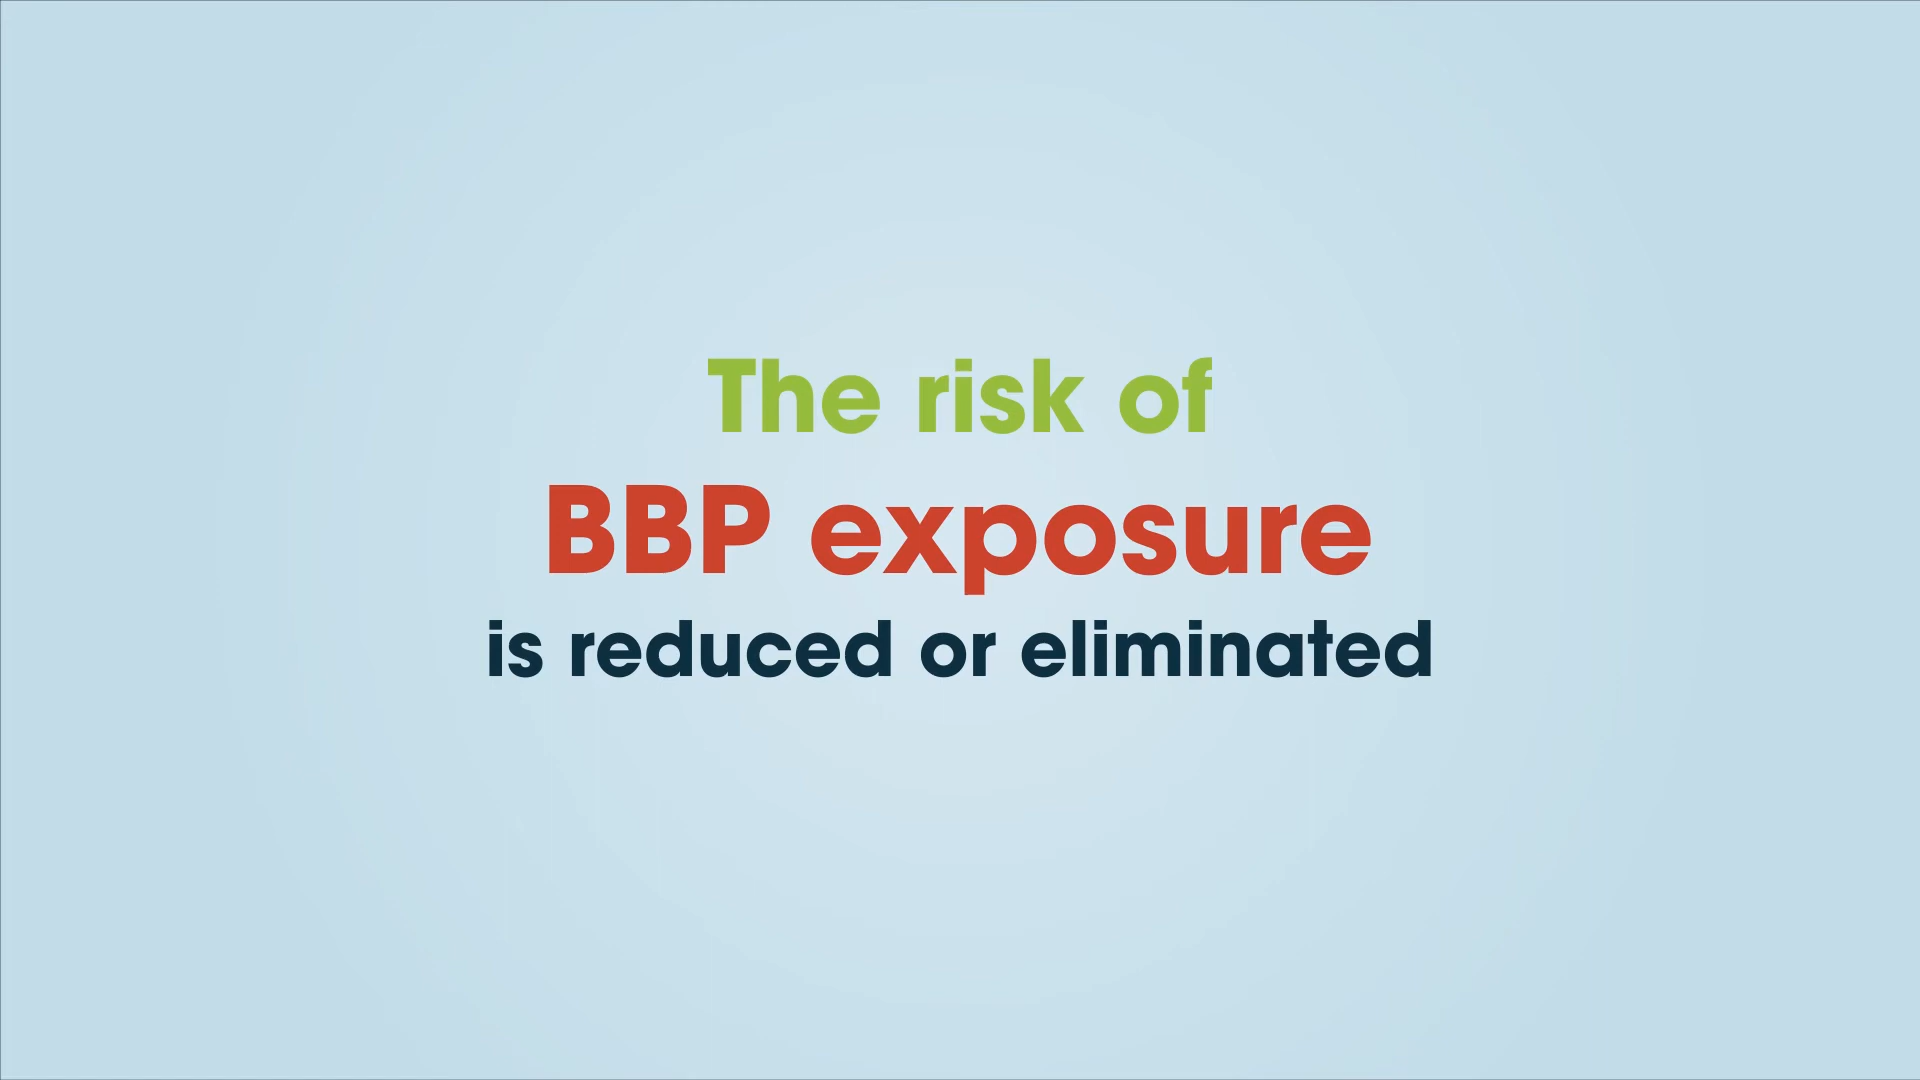 The risk of
BBP exposure
is reduced or eliminated